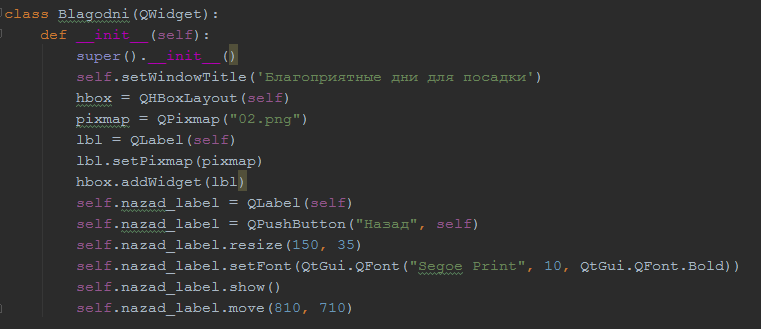 class Blagodni(QWidget):
    def __init__(self):
        super().__init__()
        self.setWindowTitle('Благоприятные дни для посадки')
        hbox = QHBoxLayout(self)
        pixmap = QPixmap("02.png")
        lbl = QLabel(self)
        lbl.setPixmap(pixmap)
        hbox.addWidget(lbl)
        self.nazad_label = QLabel(self)
        self.nazad_label = QPushButton("Назад", self)
        self.nazad_label.resize(150, 35)
        self.nazad_label.setFont(QtGui.QFont("Segoe Print", 10, QtGui.QFont.Bold))
        self.nazad_label.show()
        self.nazad_label.move(810, 710)